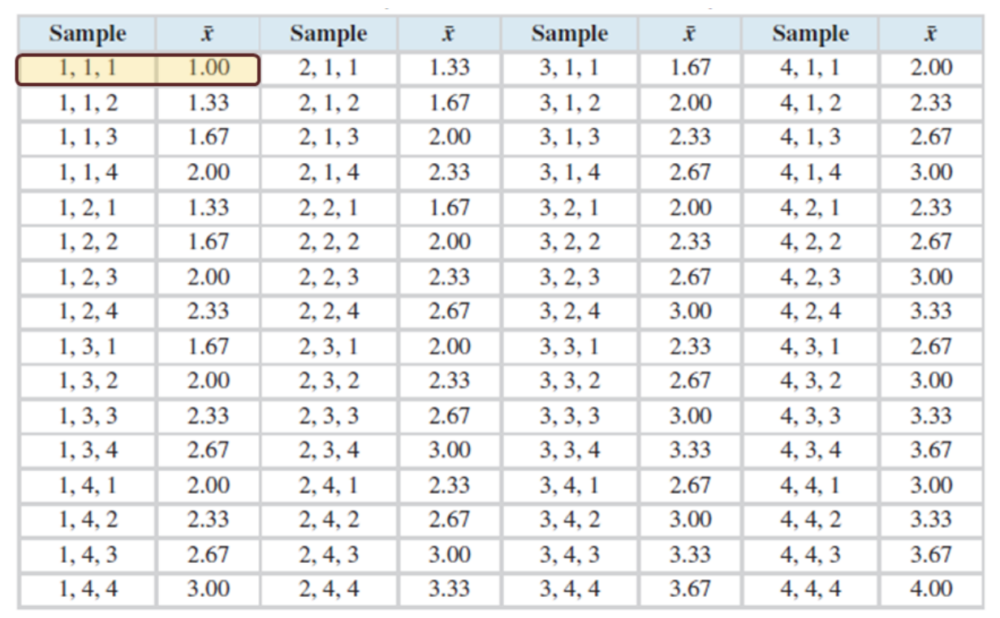 Sample x̄ Sample x̄ Sample x̄ Sample x̄
1, 1, 1 1.00 2, 1, 1 1.33 3, 1, 1 1.67 4, 1, 1 2.00
1, 1, 2 1.33 2, 1, 2 1.67 3, 1, 2 2.00 4, 1, 2 2.33
1, 1, 3 1.67 2, 1, 3 2.00 3, 1, 3 2.33 4, 1, 3 2.67
1, 1, 4 2.00 2, 1, 4 2.33 3, 1, 4 2.67 4, 1, 4 3.00
1, 2, 1 1.33 2, 2, 1 1.67 3, 2, 1 2.00 4, 2, 1 2.33
1, 2, 2 1.67 2, 2, 2 2.00 3, 2, 2 2.33 4, 2, 2 2.67
1, 2, 3 2.00 2, 2, 3 2.33 3, 2, 3 2.67 4, 2, 3 3.00
1, 2, 4 2.33 2, 2, 4 2.67 3, 2, 4 3.00 4, 2, 4 3.33
1, 3, 1 1.67 2, 3, 1 2.00 3, 3, 1 2.33 4, 3, 1 2.67
1, 3, 2 2.00 2, 3, 2 2.33 3, 3, 2 2.67 4, 3, 2 3.00
1, 3, 3 2.33 2, 3, 3 2.67 3, 3, 3 3.00 4, 3, 3 3.33
1, 3, 4 2.67 2, 3, 4 3.00 3, 3, 4 3.33 4, 3, 4 3.67
1, 4, 1 2.00 2, 4, 1 2.33 3, 4, 1 2.67 4, 4, 1 3.00
1, 4, 2 2.33 2, 4, 2 2.67 3, 4, 2 3.00 4, 4, 2 3.33
1, 4, 3 2.67 2, 4, 3 3.00 3, 4, 3 3.33 4, 4, 3 3.67
1, 4, 4 3.00 2, 4, 4 3.33 3, 4, 4 3.67 4, 4, 4 4.00